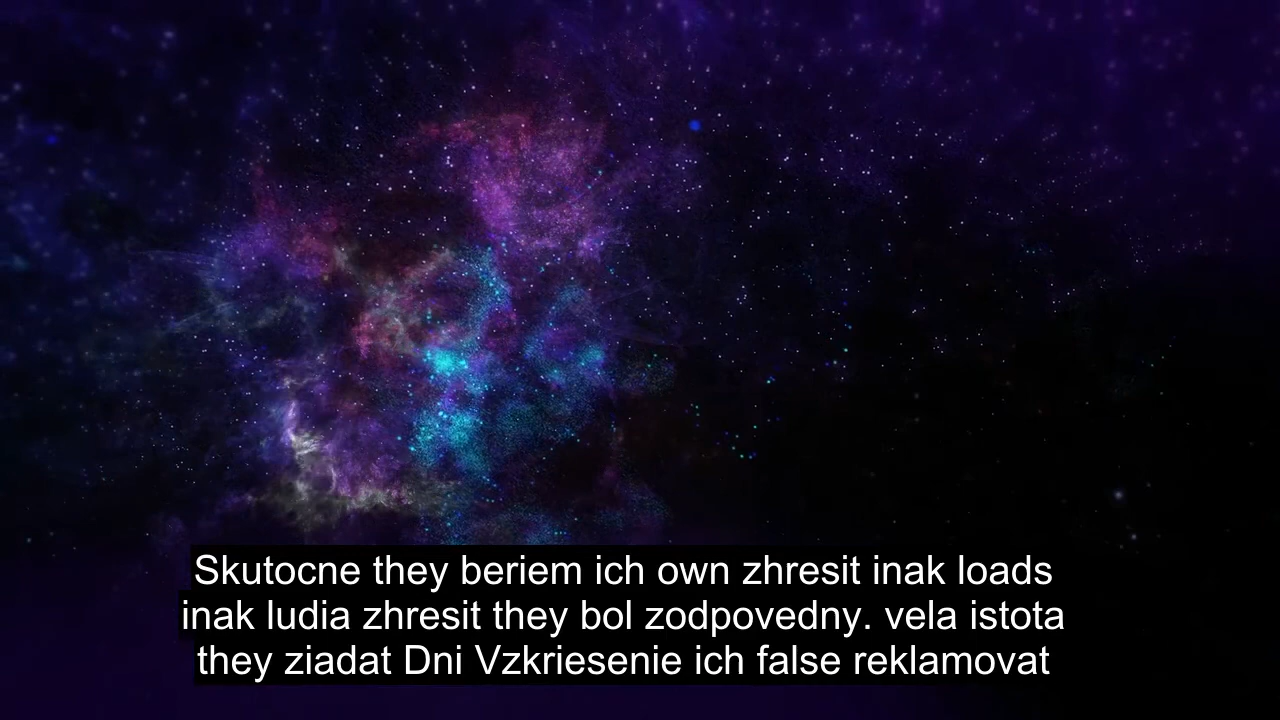 Skutocne they beriem ich own zhresit inak loads
inak ludia zhresit they bol zodpovedny. vela istota
they ziadat Dni Vzkriesenie ich false reklamovat